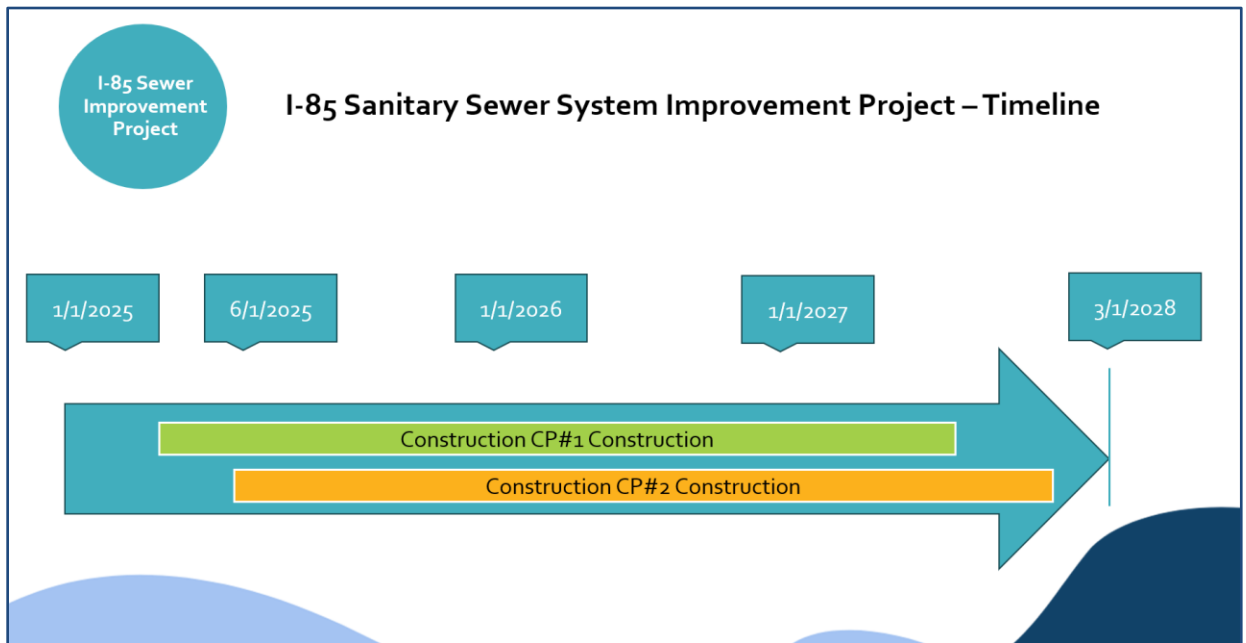 I-85 Sewer
Improvement
Project
I-85 Sanitary Sewer System Improvement Project – Timeline
1/1/2025
6/1/2025
1/1/2026
1/1/2027
3/1/2028
Construction CP#1 Construction
Construction CP#2 Construction